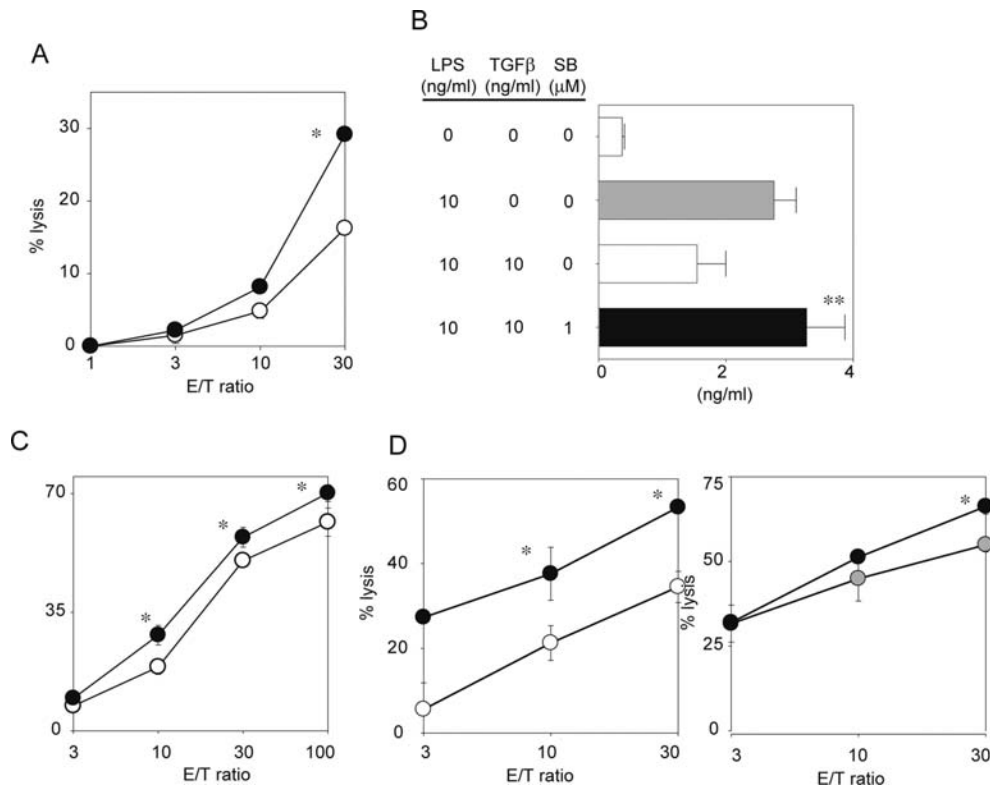 A
30
20
10
0
% lysis
1 3 10 30
E/T ratio
*
B
LPS TGFβ SB
(ng/ml) (ng/ml) (μM)
0 0 0
10 0 0
10 10 0
10 10 1
**
0 2 4
(ng/ml)
C
70
35
0
3 10 30 100
E/T ratio
* * *
D
60
40
20
0
% lysis
3 10 30
E/T ratio
* *
75
50
25
0
% lysis
3 10 30
E/T ratio
*